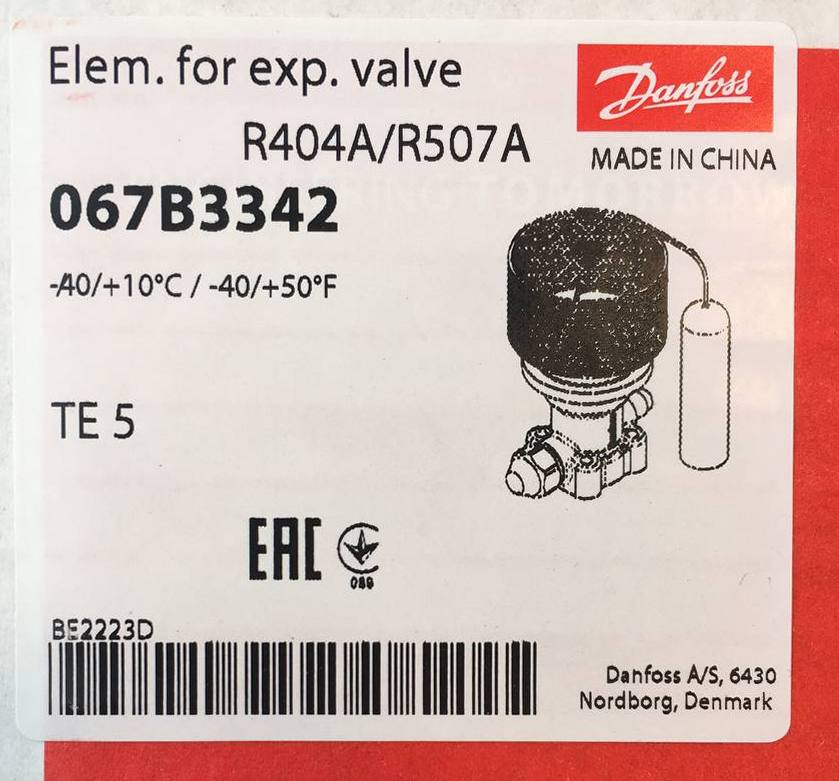 Elem. for exp. valve
Danfoss
R404A/R507A
MADE IN CHINA
067B3342
-40/+10°C / -40/+50°F
TE 5
EAC
089
BE2223D
Danfoss A/S, 6430
Nordborg, Denmark